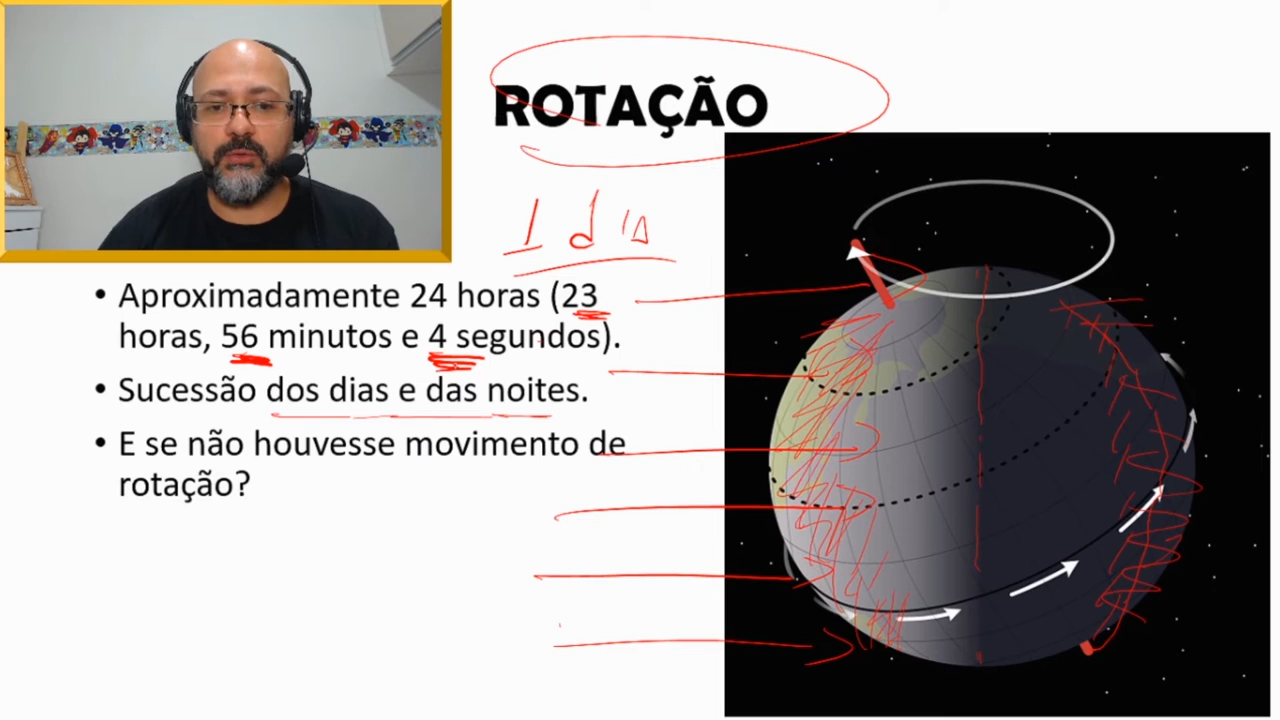 ROTAÇÃO
1 dia
• Aproximadamente 24 horas (23
horas, 56 minutos e 4 segundos).
• Sucessão dos dias e das noites.
• E se não houvesse movimento de
rotação?